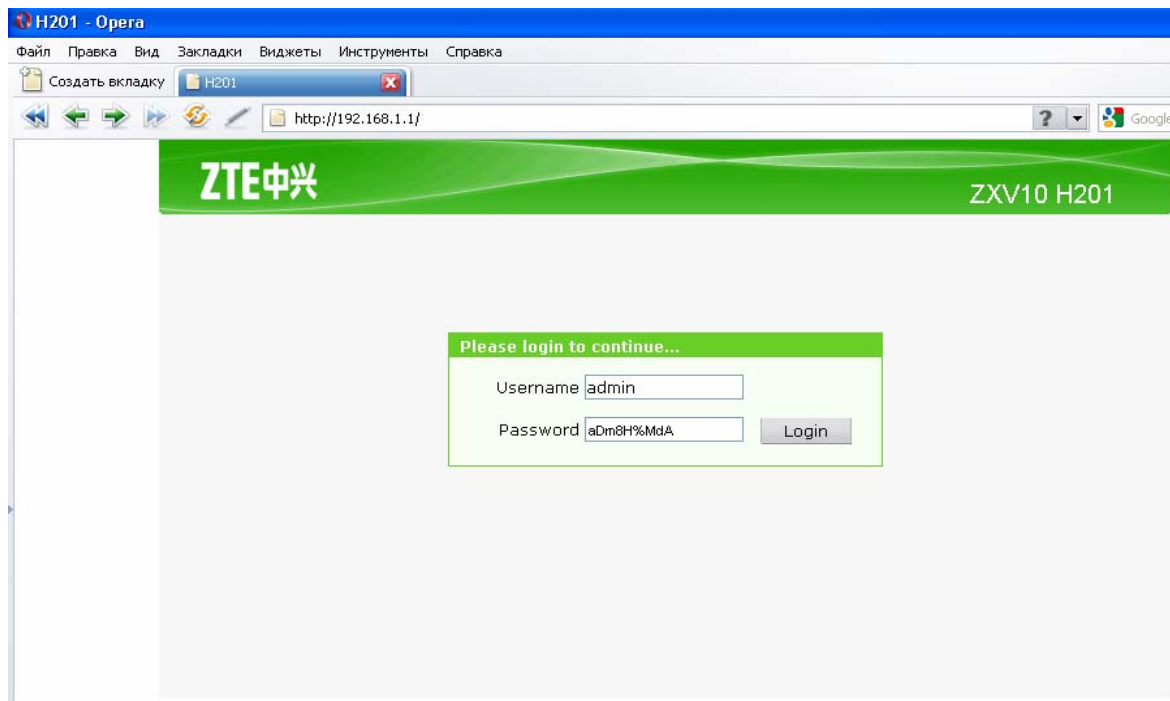 H201 - Opera
Файл Правка Вид Закладки Виджеты Инструменты Справка
Создать вкладку H201
http://192.168.1.1/ ? Google
ZTE中兴
ZXV10 H201
Please login to continue...
Username admin
Password aDm8H%MdA Login